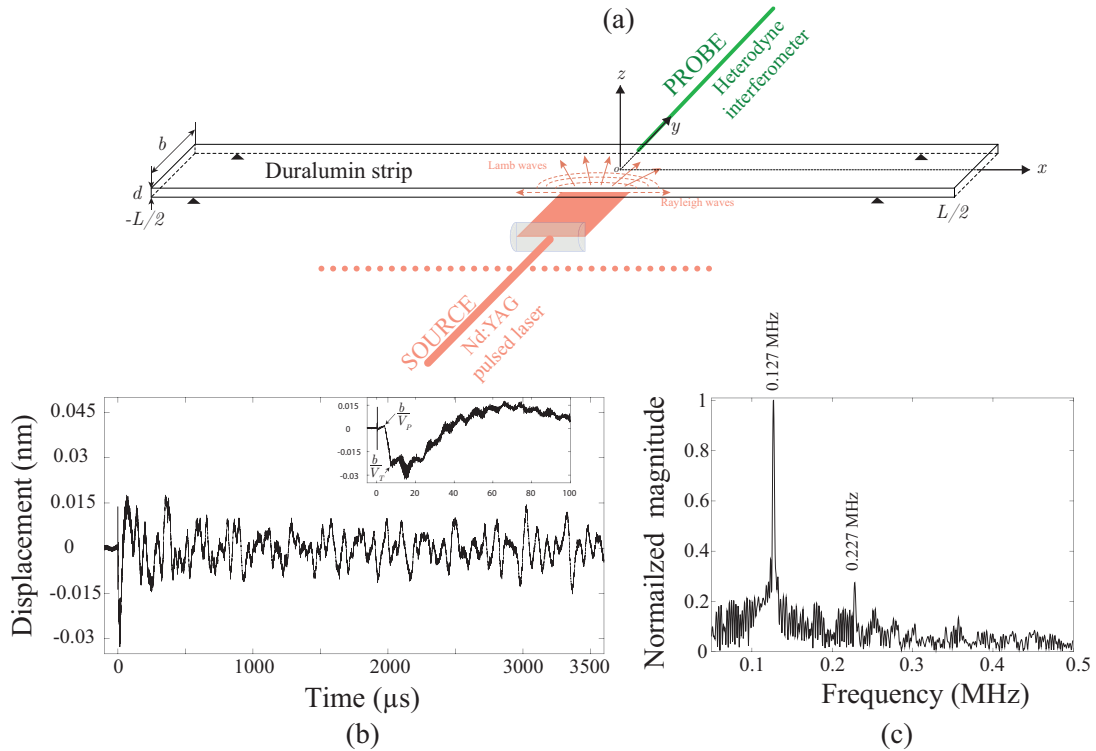 (a)
PROBE
Heterodyne
interferometer
z
y
b
Duralumin strip
Lamb waves
o
x
d
Rayleigh waves
-L/2
L/2
SOURCE
Nd:YAG
pulsed laser
0.045
0.03
0.015
0
-0.015
-0.03
Displacement (nm)
0.015
0
-0.015
-0.03
b
V_P
b
V_T
0 20 40 60 80 100
0 1000 2000 3000
Time (µs)
(b)
0.127 MHz
0.227 MHz
1
0.8
0.6
0.4
0.2
0
Normailzed magnitude
0.1 0.2 0.3 0.4 0.5
Frequency (MHz)
(c)